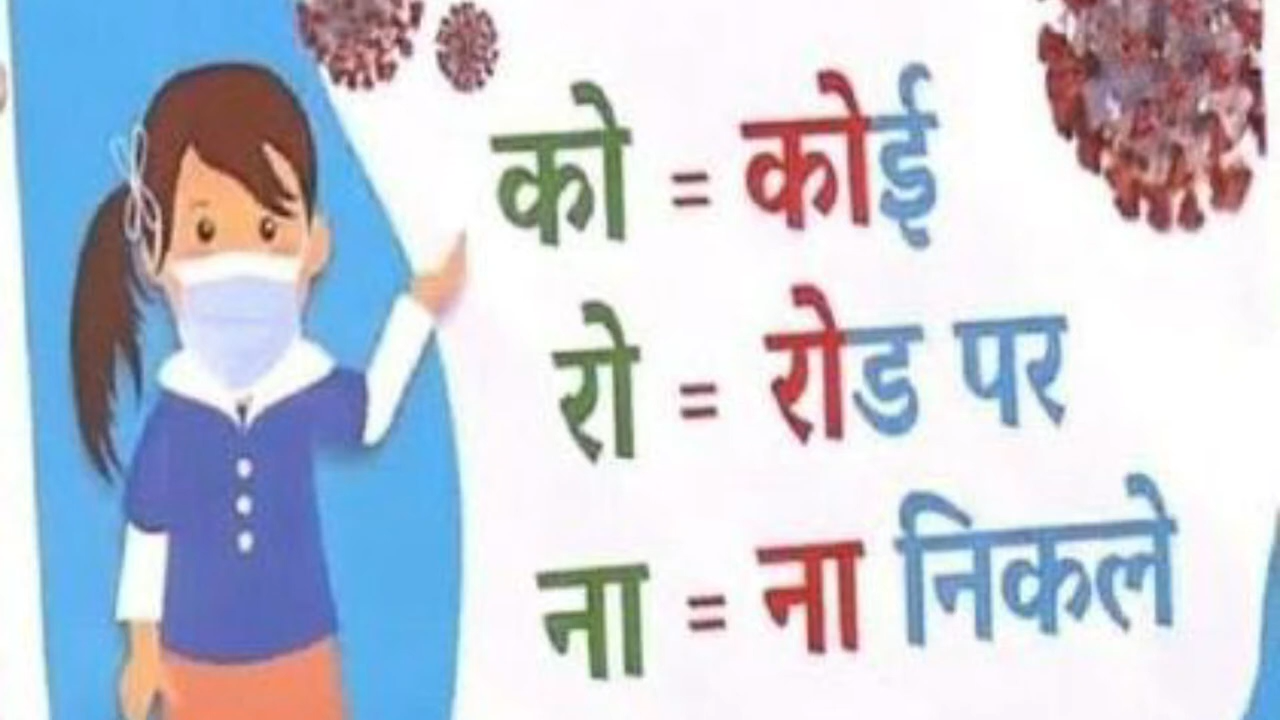 को = कोई
रो = रोड पर
ना = ना निकले